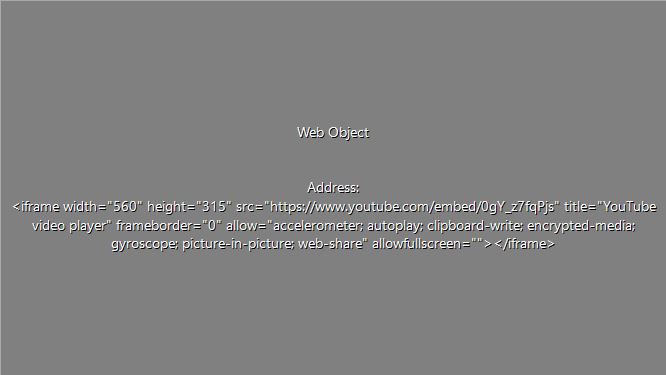 Web Object
Address:
<iframe width="560" height="315" src="https://www.youtube.com/embed/0gY_z7fqPjs" title="YouTube
video player" frameborder="0" allow="accelerometer; autoplay; clipboard-write; encrypted-media;
gyroscope; picture-in-picture; web-share" allowfullscreen=""></iframe>